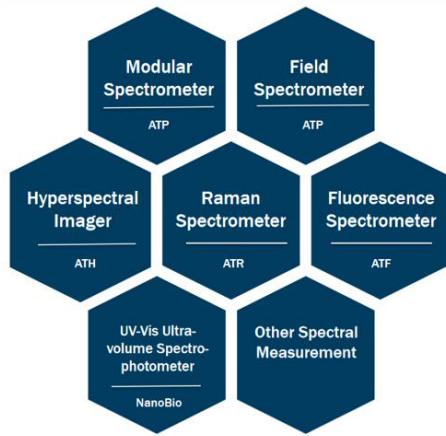 Modular
Spectrometer
ATP
Field
Spectrometer
ATP
Hyperspectral
Imager
ATH
Raman
Spectrometer
ATR
Fluorescence
Spectrometer
ATF
UV-Vis Ultra-
volume Spectro-
photometer
NanoBio
Other Spectral
Measurement